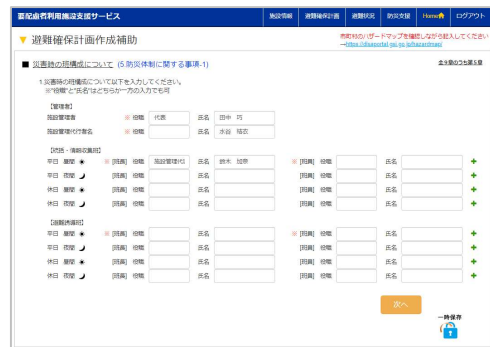 要配慮者利用施設支援サービス
施設情報 避難確保計画 避難状況 防災支援 Home ログアウト
▼ 避難確保計画作成補助
市町村のハザードマップを確認しながら記入してください
→https://disaportal.gsi.go.jp/hazardmap/
■ 災害時の班構成について (5 防災体制に関する事項-1)
全9章のうち第5章
1.災害時の班構成について以下を入力してください。
※"役職"と"氏名"はどちらか一方の入力でも可
【管理者】
施設管理者 ※ 役職 代表 氏名 田中 巧
施設管理代行者名 ※ 役職 氏名 水谷 结衣
【統括・情報収集班】
平日 昼間 ※ [班長] 役職 施設管理代 氏名 鈴木 加奈 ※ [班員] 役職 氏名 +
平日 夜間 [班長] 役職 氏名 [班員] 役職 氏名 +
休日 昼間 [班長] 役職 氏名 [班員] 役職 氏名 +
休日 夜間 [班長] 役職 氏名 [班員] 役職 氏名 +
【避難誘導班】
平日 昼間 ※ [班長] 役職 氏名 ※ [班員] 役職 氏名 +
平日 夜間 [班長] 役職 氏名 [班員] 役職 氏名 +
休日 昼間 [班長] 役職 氏名 [班員] 役職 氏名 +
休日 夜間 [班長] 役職 氏名 [班員] 役職 氏名 +
次へ
一時保存